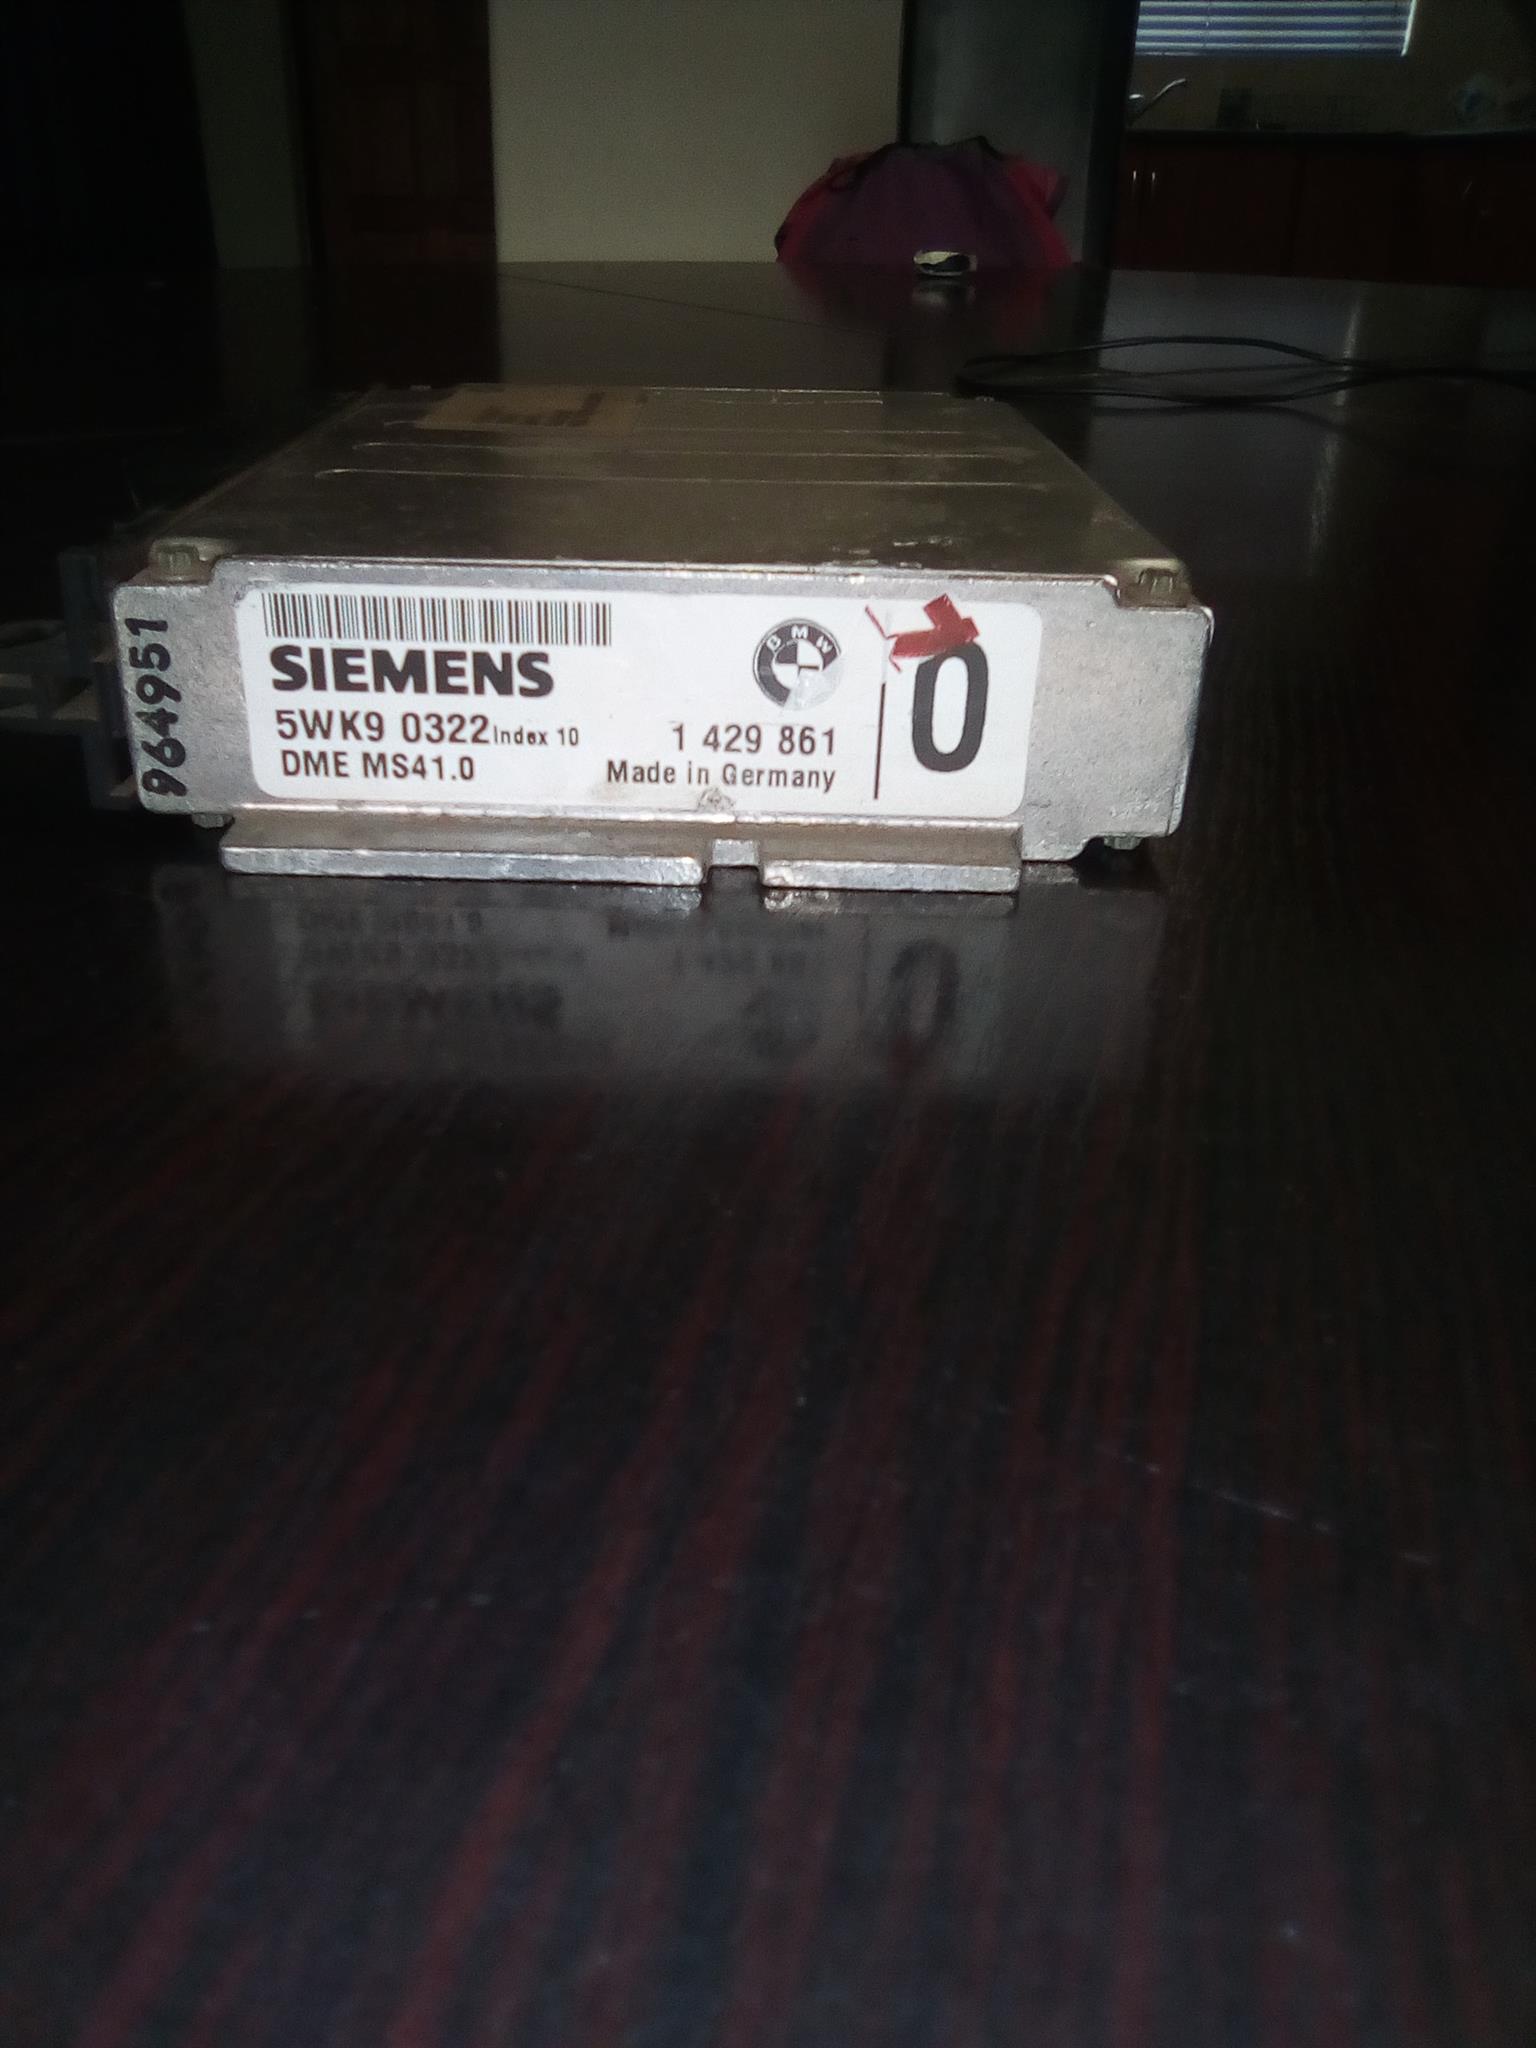 964951
SIEMENS
BMW
5WK9 0322 Index 10
1 429 861
DME MS41.0
Made in Germany
0